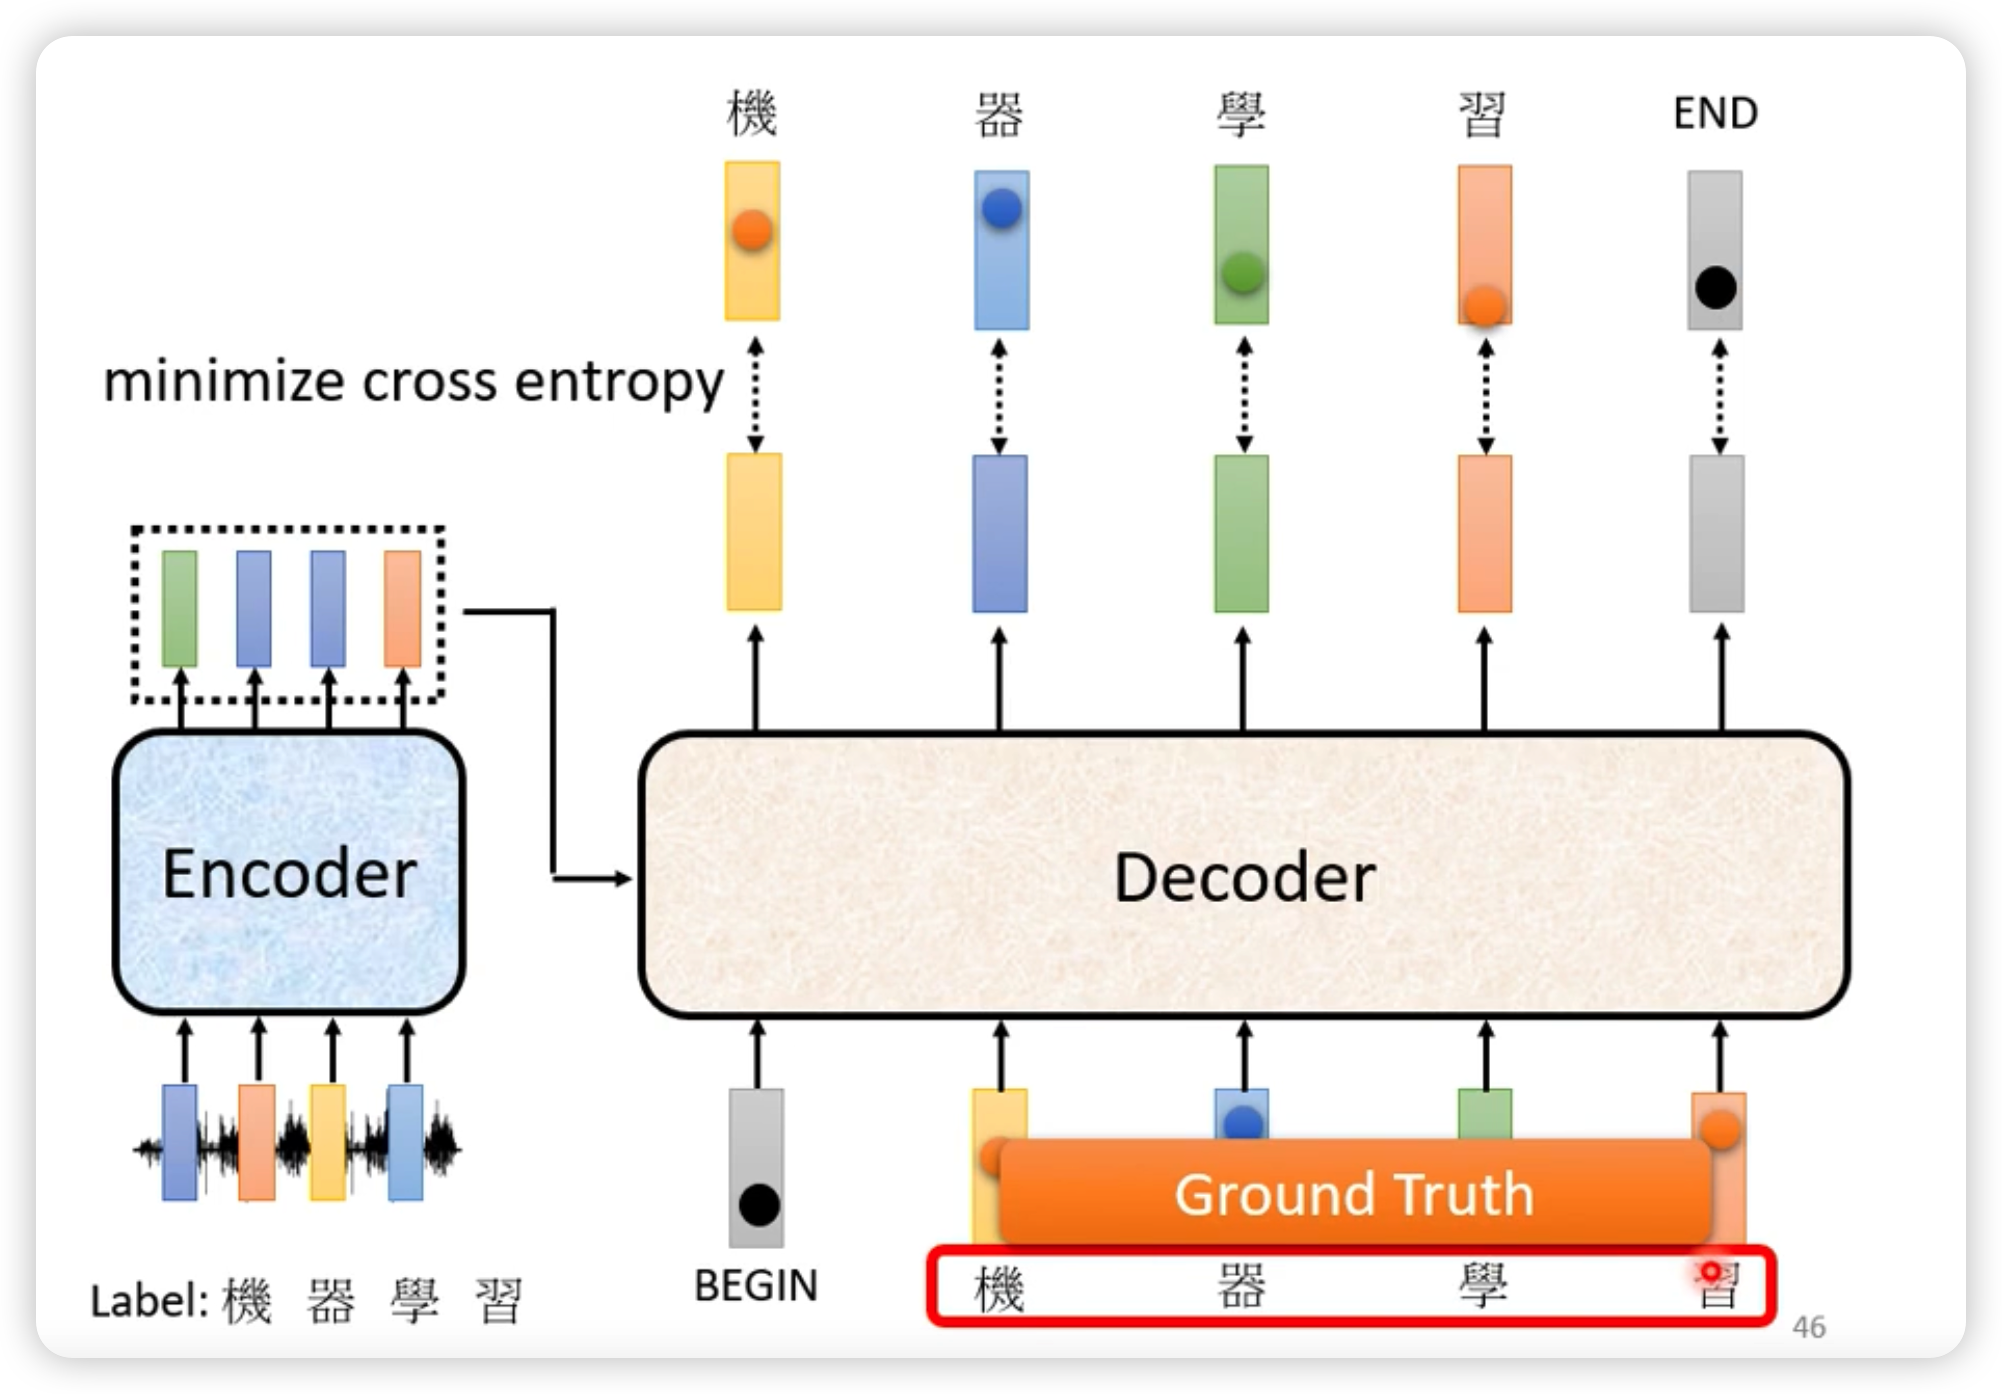 機 器 學 習 END
minimize cross entropy
Encoder
Decoder
Ground Truth
Label: 機 器 學 習
BEGIN
機 器 學 習
46